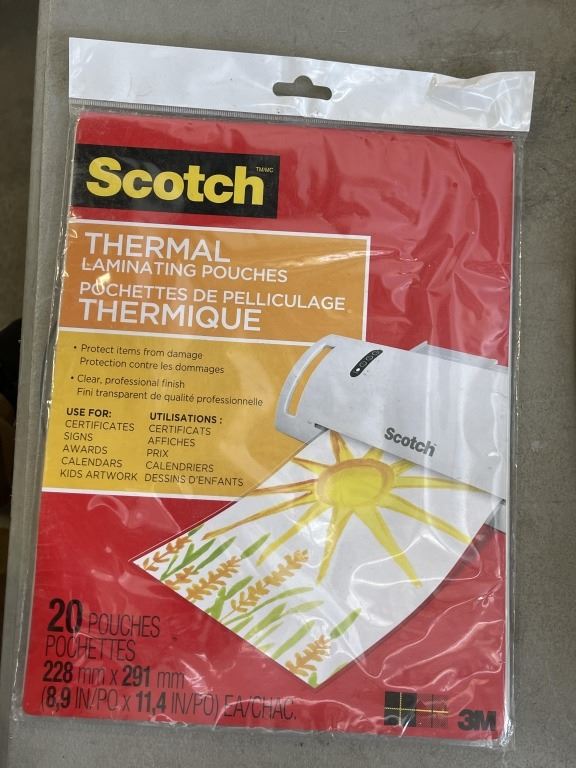 Scotch TM/MC
THERMAL
LAMINATING POUCHES
POCHETTES DE PELLICULAGE
THERMIQUE
• Protect items from damage
Protection contre les dommages
• Clear, professional finish
Fini transparent de qualité professionnelle
USE FOR:
CERTIFICATES
SIGNS
AWARDS
CALENDARS
KIDS ARTWORK
UTILISATIONS :
CERTIFICATS
AFFICHES
PRIX
CALENDRIERS
DESSINS D'ENFANTS
Scotch
20 POUCHES
POCHETTES
228 mm x 291 mm
(8,9 IN/PO x 11,4 IN/PO) EA/CHAC.
3M